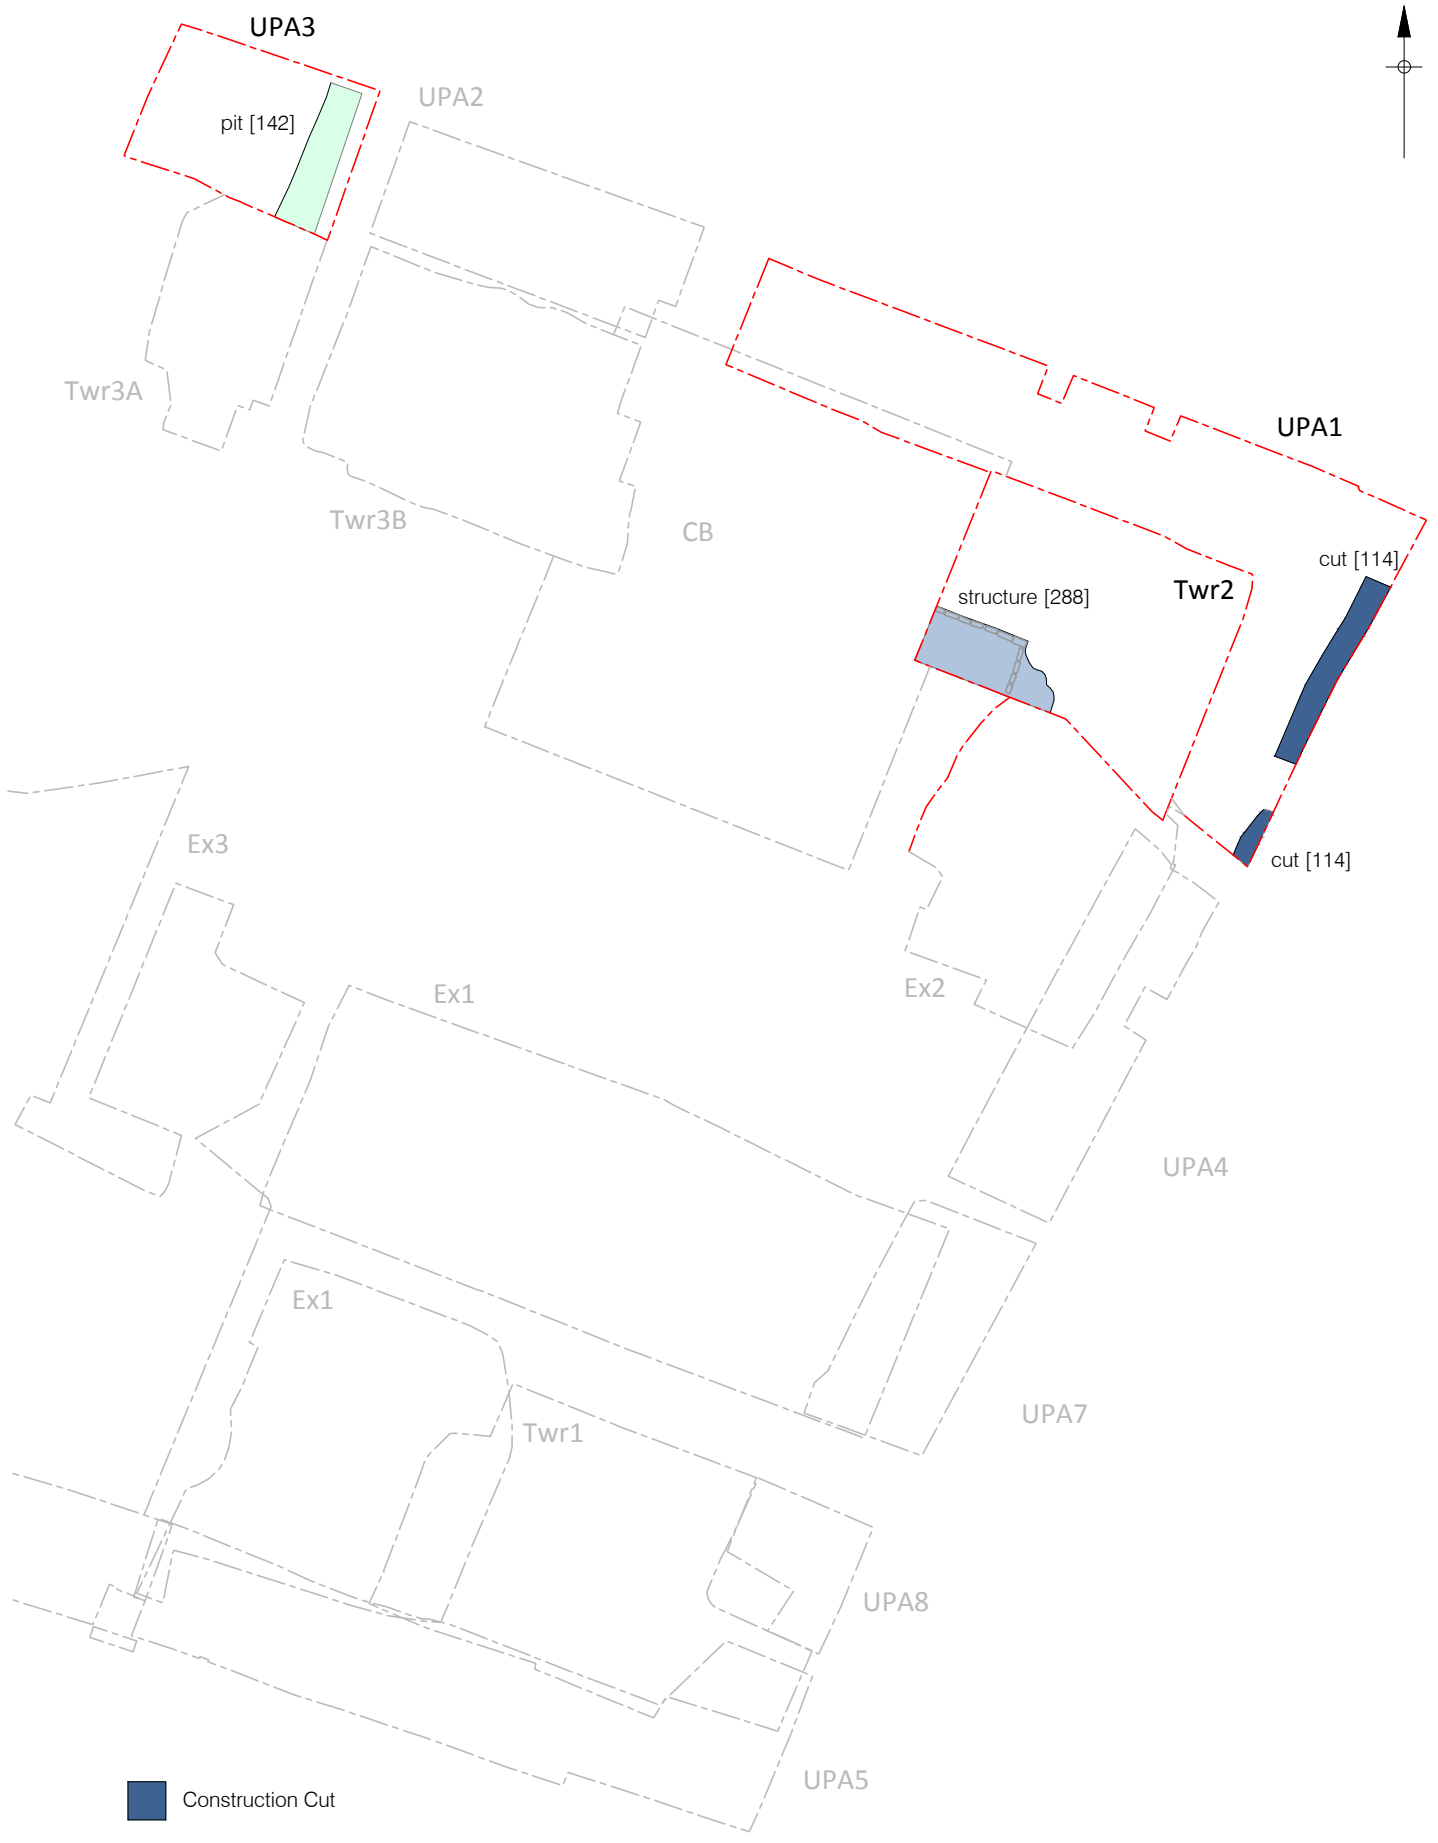 UPA3
UPA2
pit [142]
Twr3A
Twr3B
CB
UPA1
cut [114]
Twr2
structure [288]
cut [114]
Ex3
Ex1
Ex2
UPA4
Ex1
UPA7
Twr1
UPA8
UPA5
Construction Cut